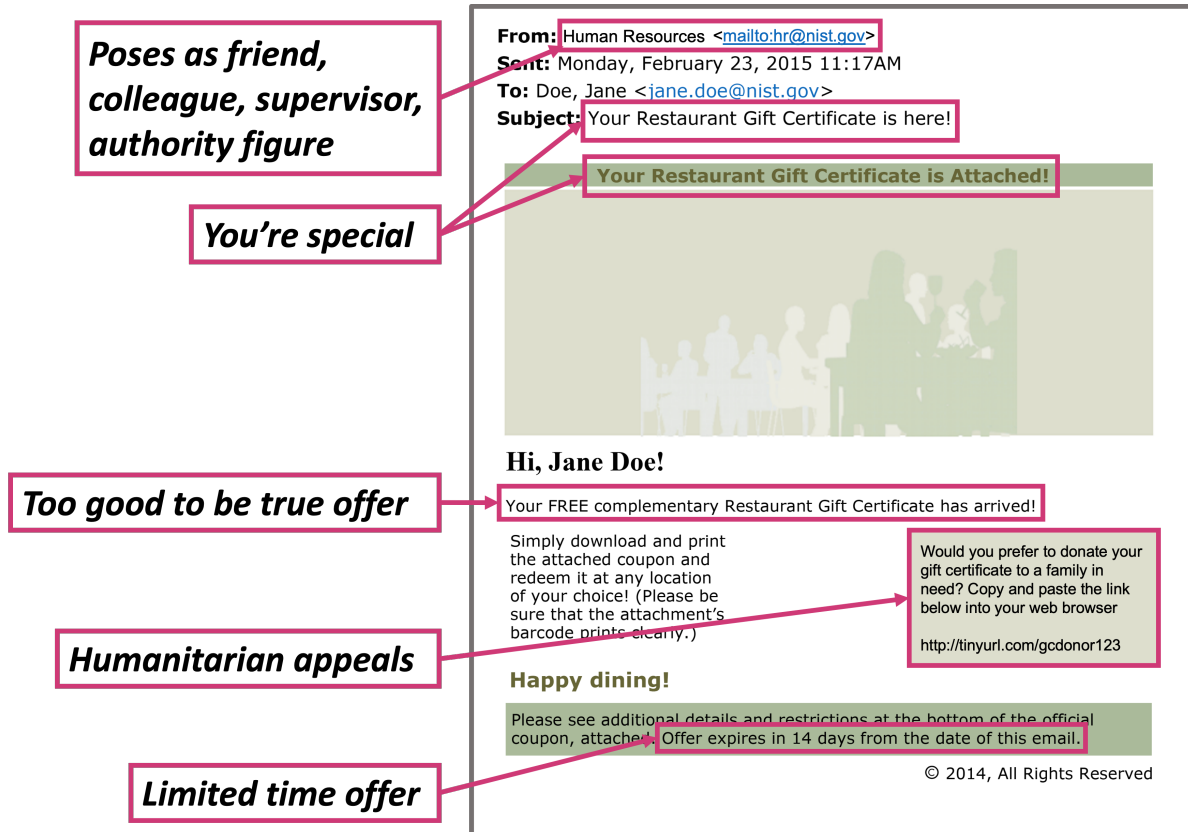 Poses as friend,
colleague, supervisor,
authority figure
You’re special
Too good to be true offer
Humanitarian appeals
Limited time offer
From: Human Resources <mailto:hr@nist.gov>
Sent: Monday, February 23, 2015 11:17AM
To: Doe, Jane <jane.doe@nist.gov>
Subject: Your Restaurant Gift Certificate is here!
Your Restaurant Gift Certificate is Attached!
Hi, Jane Doe!
Your FREE complementary Restaurant Gift Certificate has arrived!
Simply download and print
the attached coupon and
redeem it at any location
of your choice! (Please be
sure that the attachment’s
barcode prints clearly.)
Would you prefer to donate your
gift certificate to a family in
need? Copy and paste the link
below into your web browser
http://tinyurl.com/gcdonor123
Happy dining!
Please see additional details and restrictions at the bottom of the official
coupon, attached. Offer expires in 14 days from the date of this email.
© 2014, All Rights Reserved